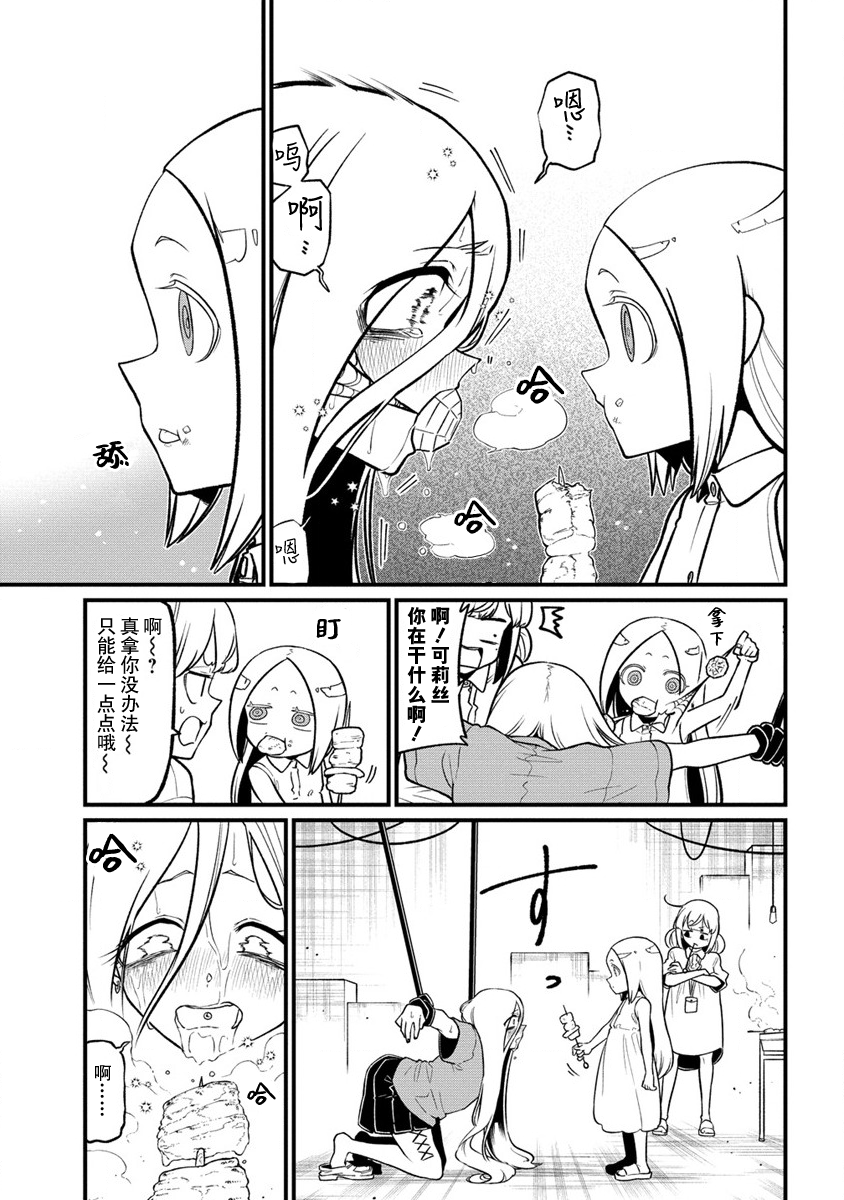 嗯…
呜
啊…
哈
哈
嗯
舔
拿下
啊！可莉丝
你在干什么啊！
盯
啊～？
真拿你没办法
只能给一点点哦～
すっ
哈
哈
啊……